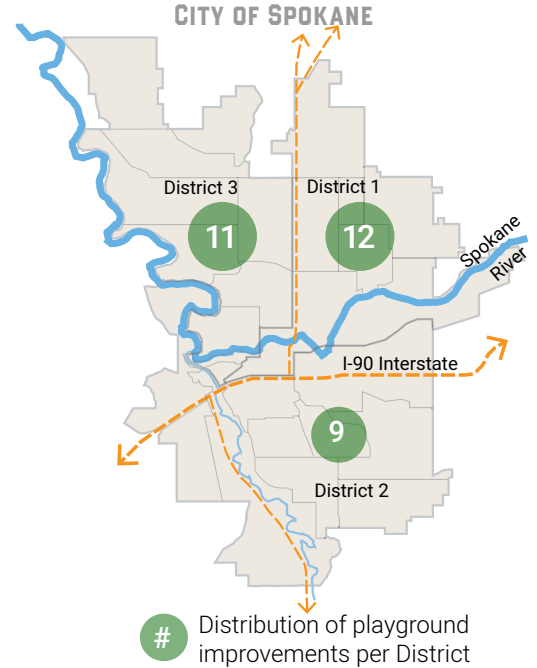 CITY OF SPOKANE
District 3
District 1
11
12
Spokane
River
I-90 Interstate
9
District 2
# Distribution of playground
improvements per District